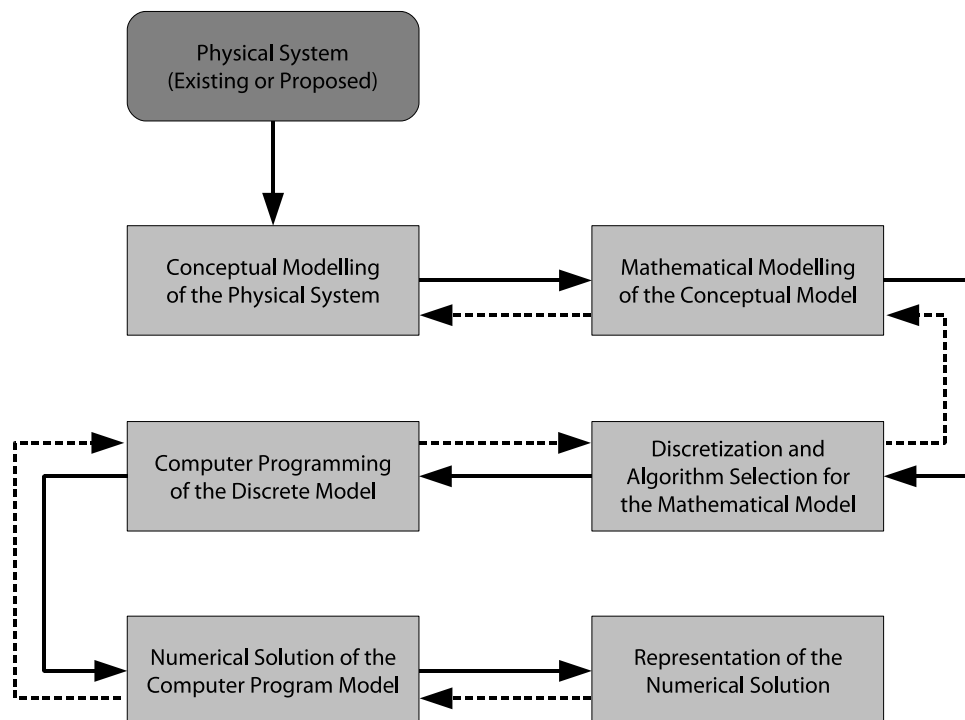 Physical System
(Existing or Proposed)
Conceptual Modelling
of the Physical System
Mathematical Modelling
of the Conceptual Model
Computer Programming
of the Discrete Model
Discretization and
Algorithm Selection for
the Mathematical Model
Numerical Solution of the
Computer Program Model
Representation of the
Numerical Solution